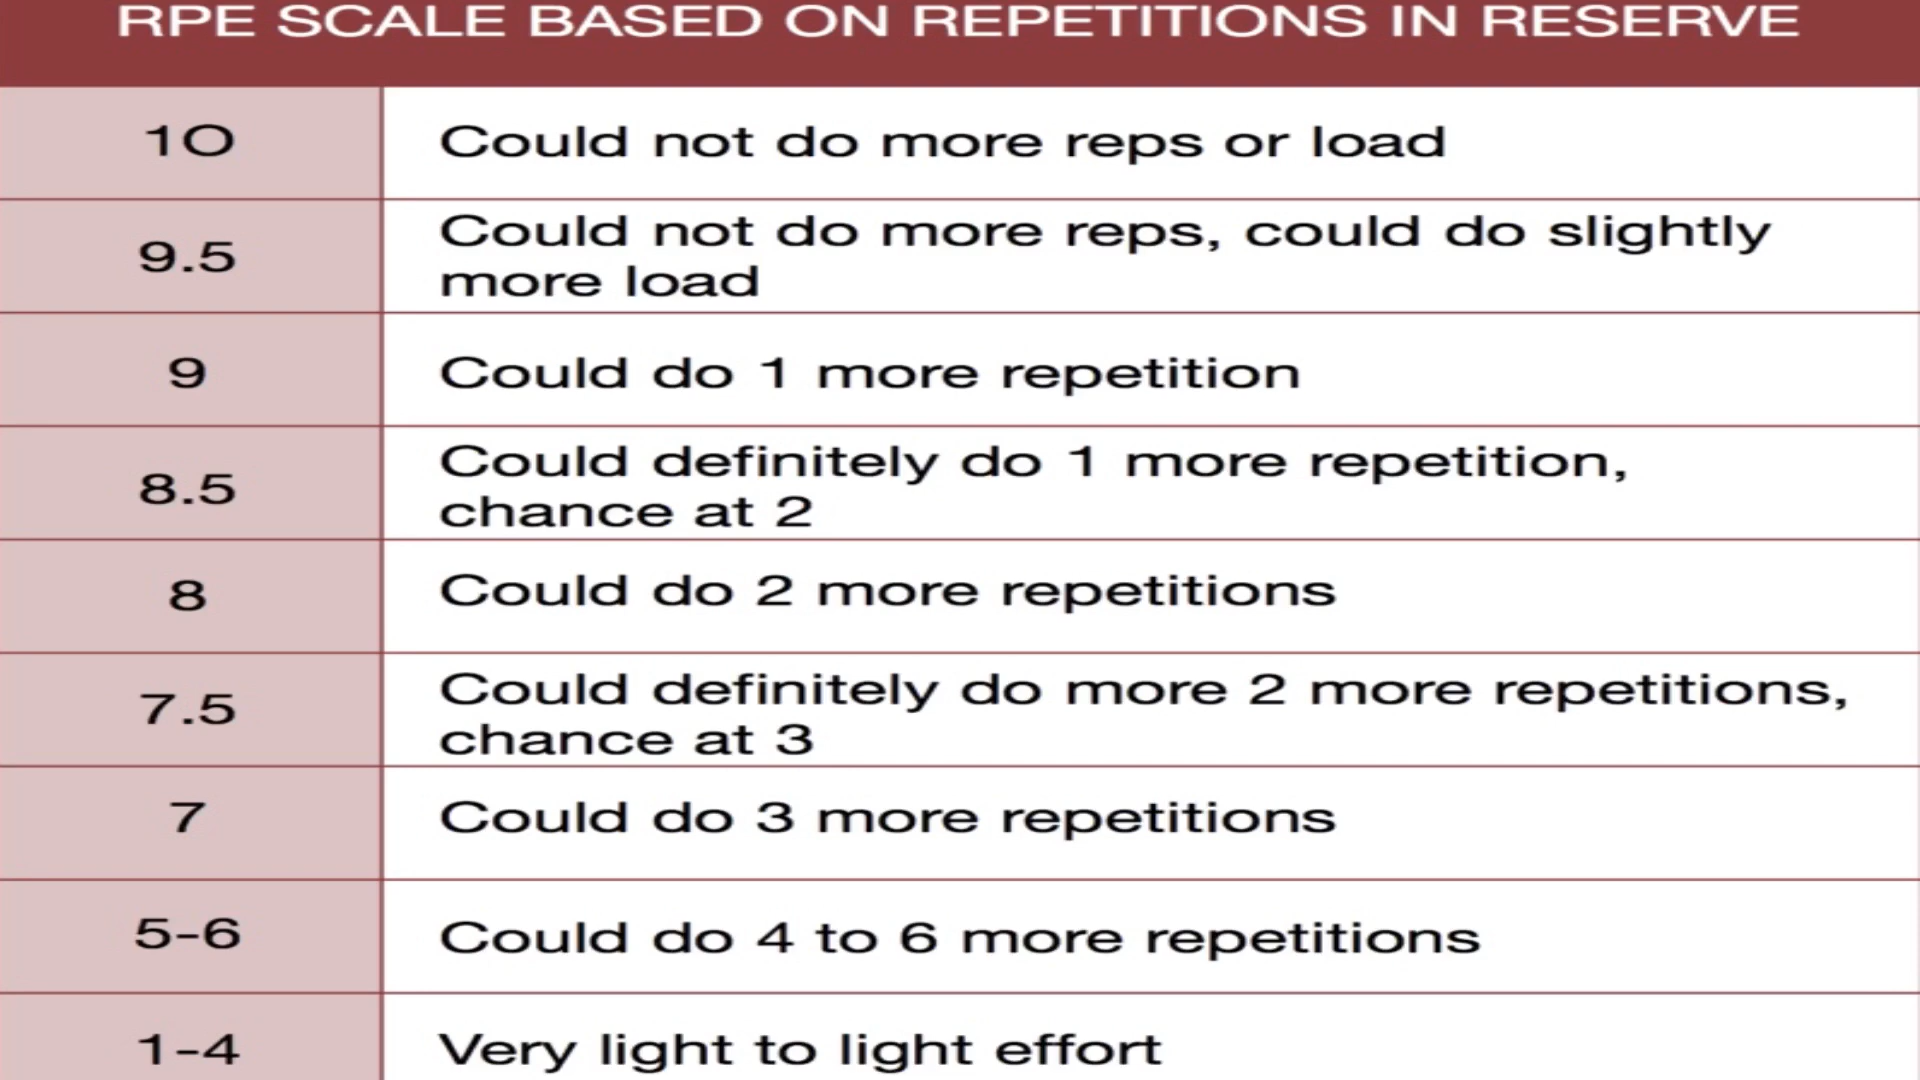 RPE SCALE BASED ON REPETITIONS IN RESERVE
10 Could not do more reps or load
9.5 Could not do more reps, could do slightly
more load
9 Could do 1 more repetition
8.5 Could definitely do 1 more repetition,
chance at 2
8 Could do 2 more repetitions
7.5 Could definitely do more 2 more repetitions,
chance at 3
7 Could do 3 more repetitions
5-6 Could do 4 to 6 more repetitions
1-4 Very light to light effort